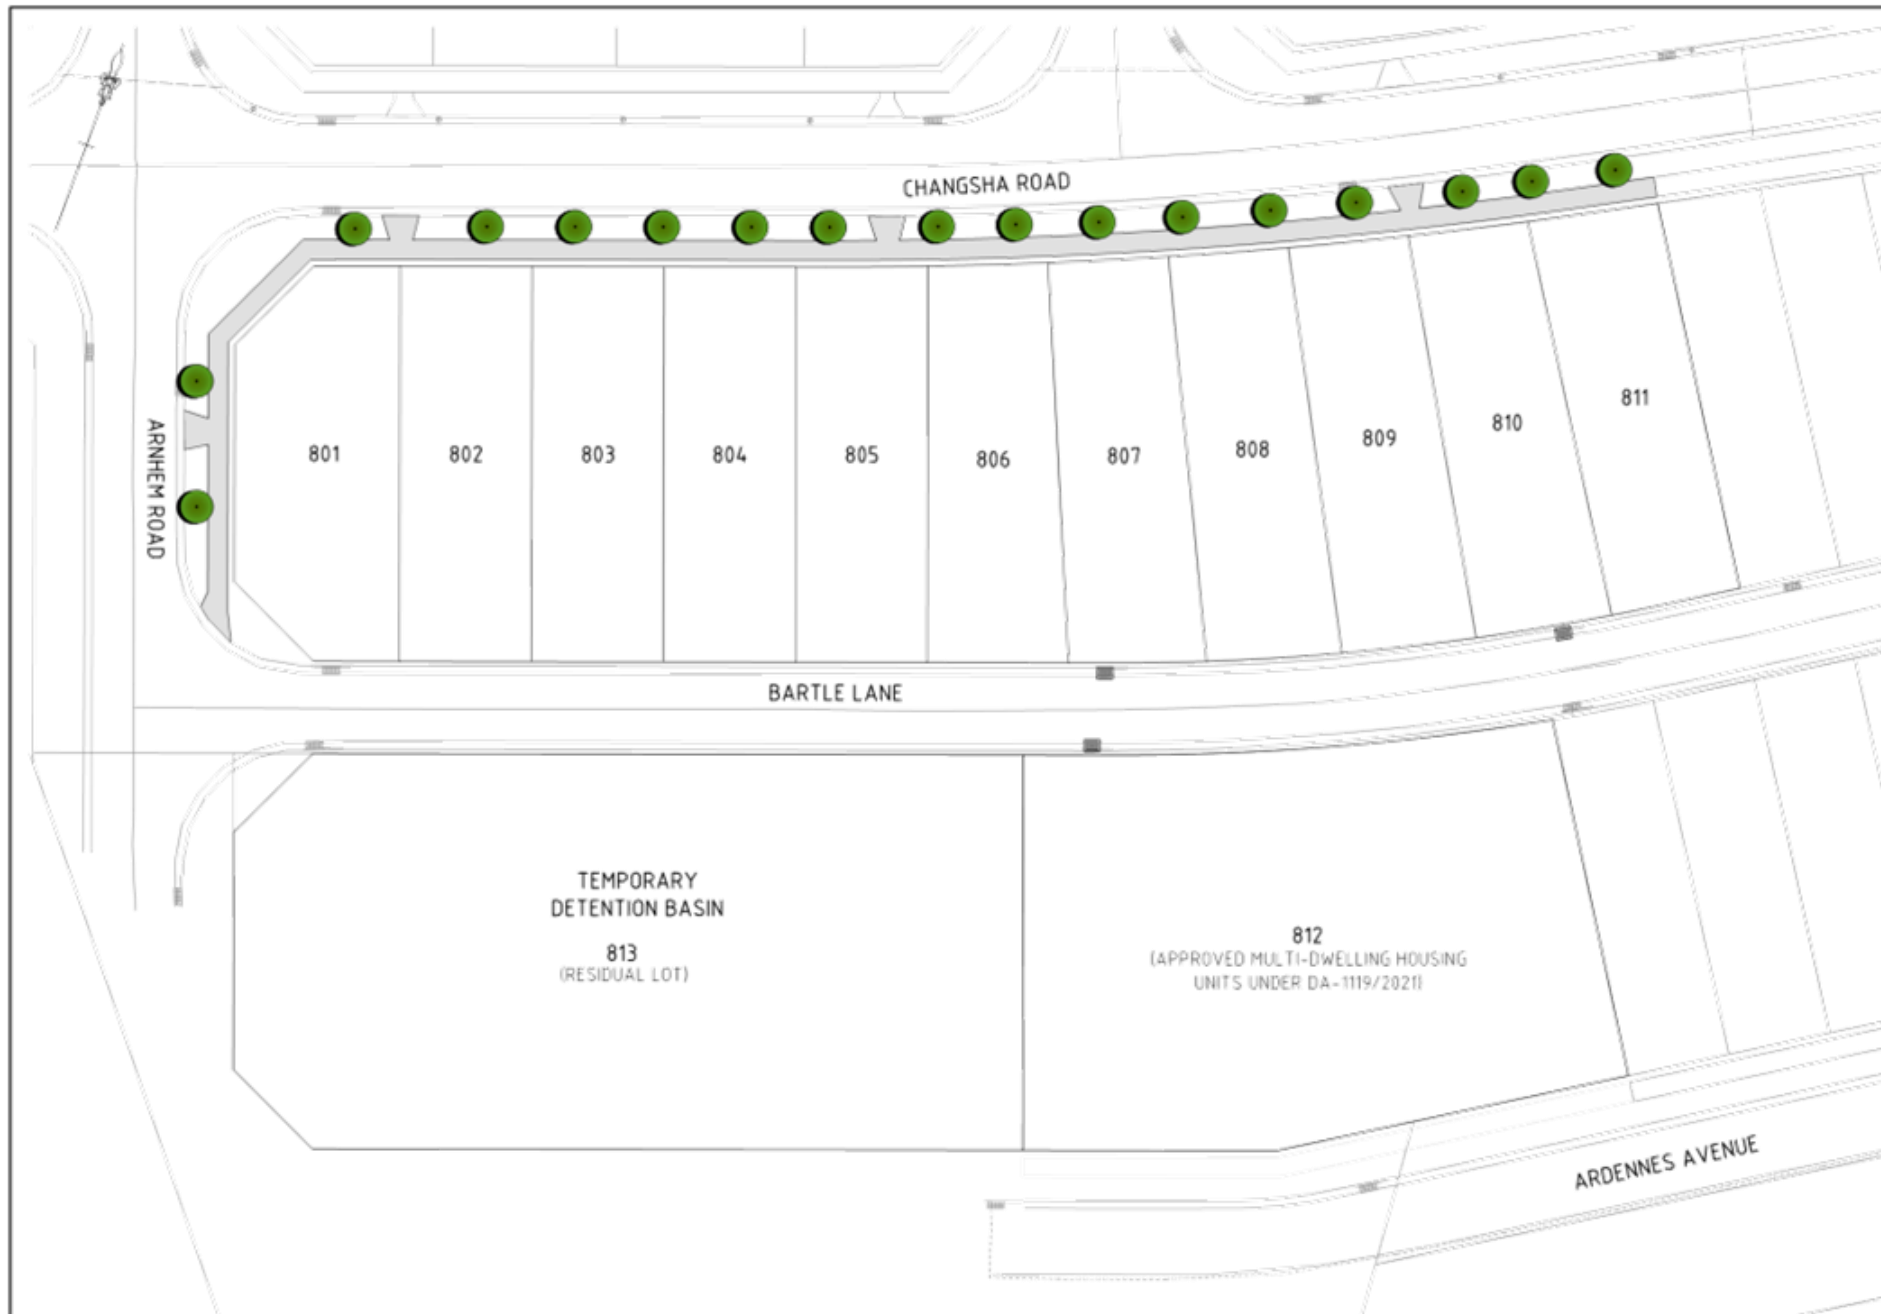 CHANGSHA ROAD
ARNHEM ROAD
801
802
803
804
805
806
807
808
809
810
811
BARTLE LANE
TEMPORARY
DETENTION BASIN
813
(RESIDUAL LOT)
812
(APPROVED MULTI-DWELLING HOUSING
UNITS UNDER DA-1119/2021)
ARDENNES AVENUE